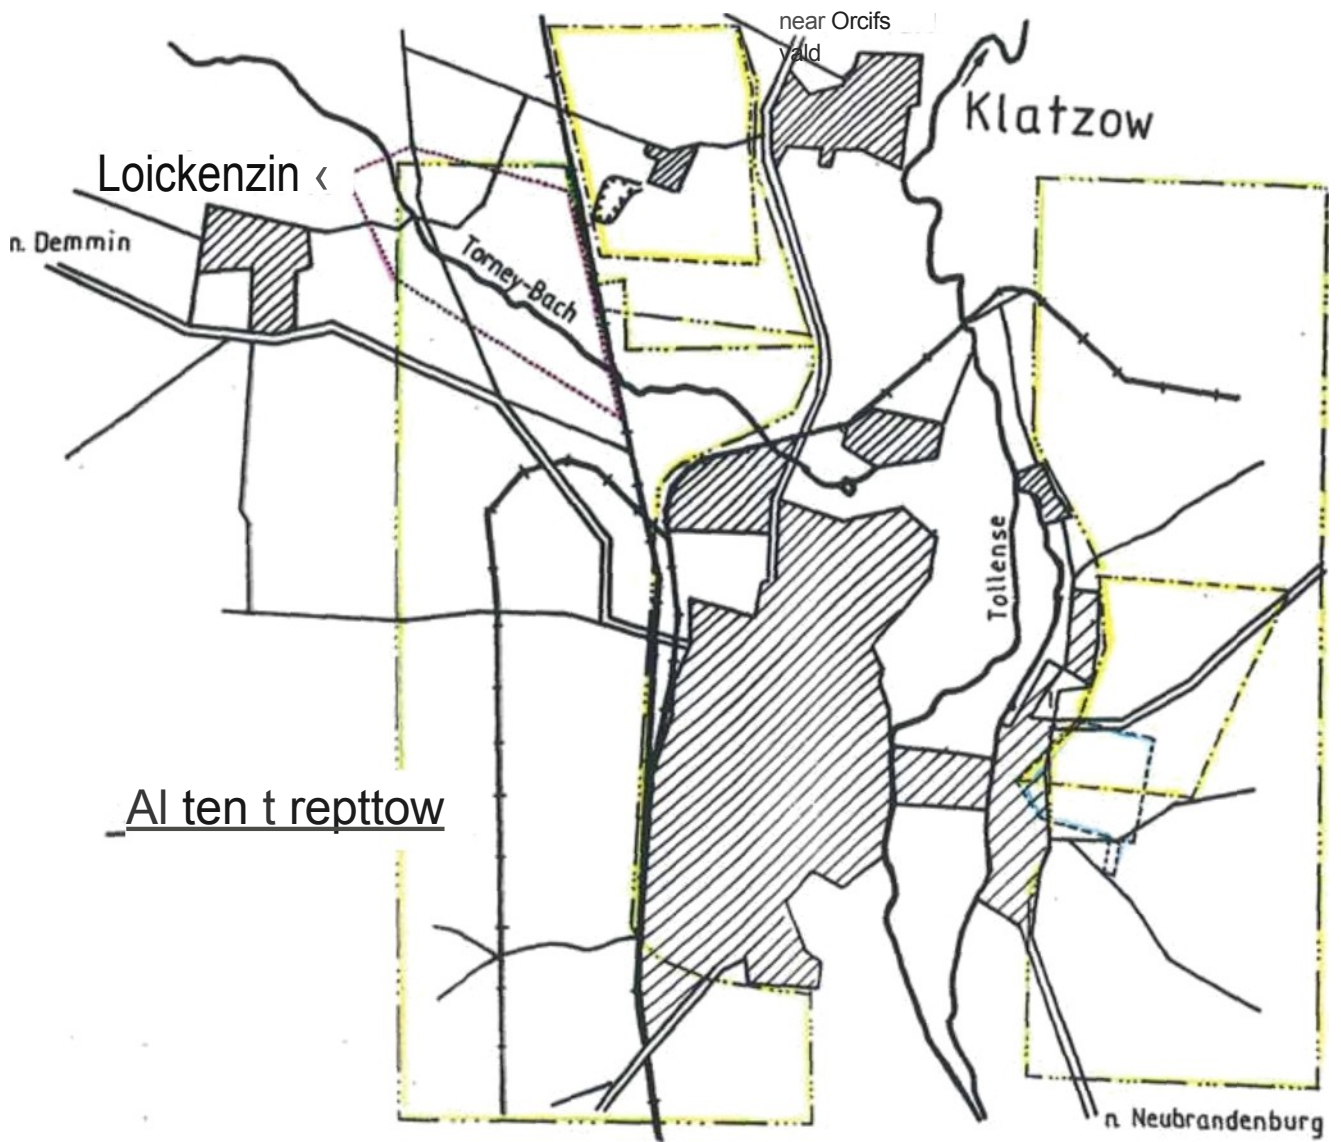 near Orcifs
vald
Klatzow
Loickenzin ‹
n. Demmin
Torney-Bach
Tollense
Al ten t repttow
n Neubrandenburg